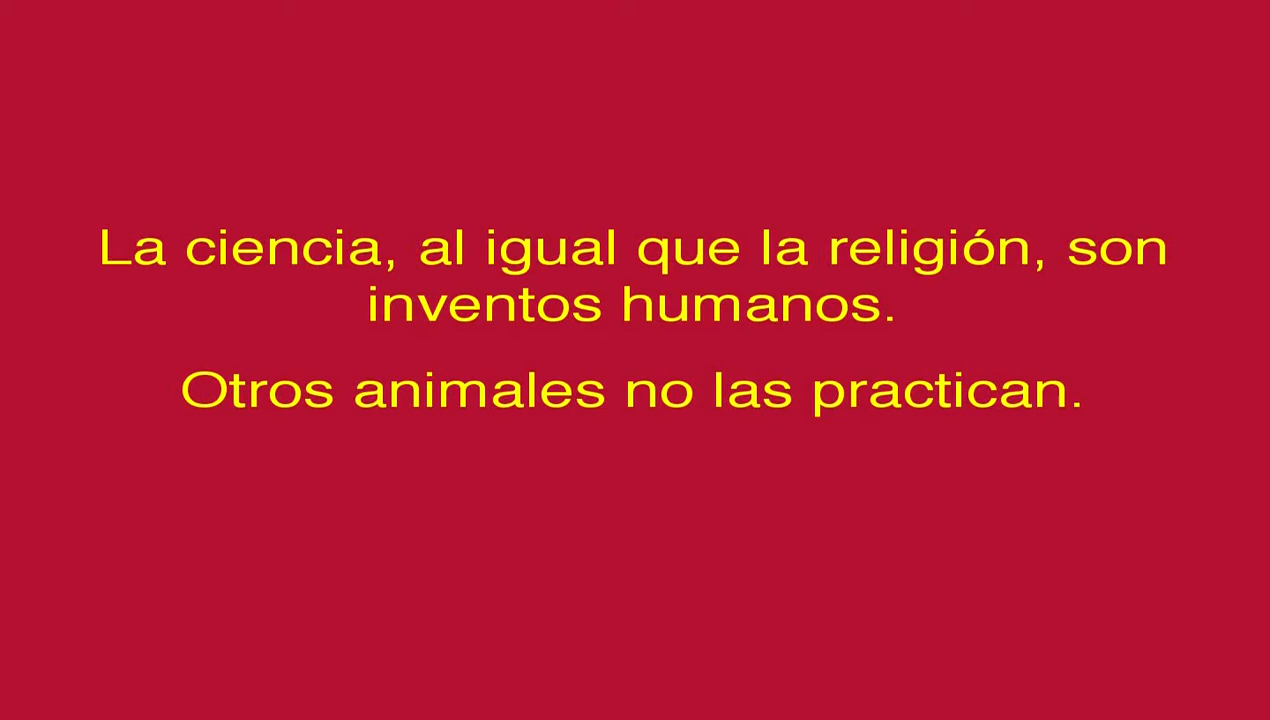 La ciencia, al igual que la religión, son
inventos humanos.
Otros animales no las practican.